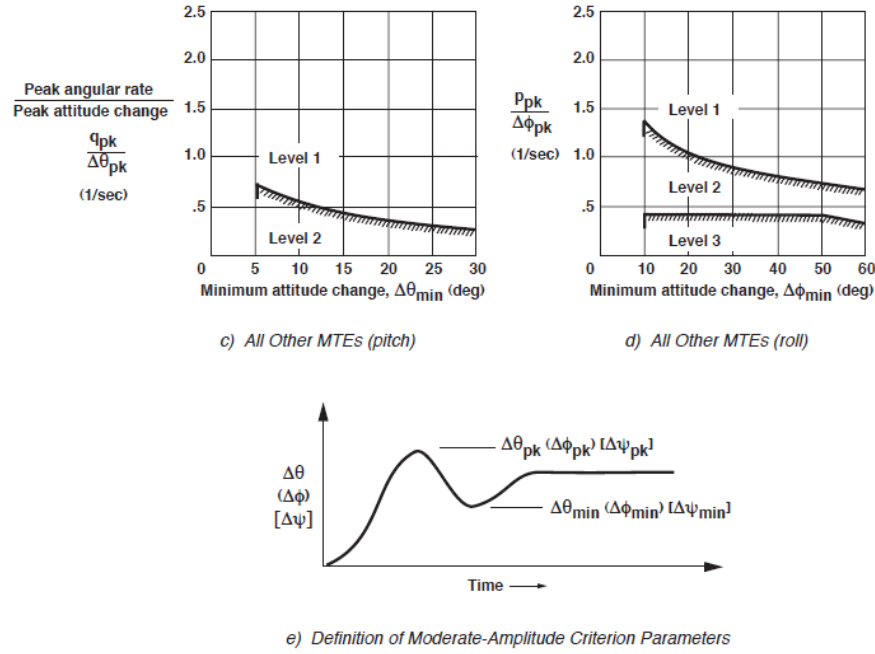 2.5
2.0
1.5
1.0
.5
0
5
10
15
20
25
30
Peak angular rate
Peak attitude change
q_pk
Δθ_pk
(1/sec)
Level 1
Level 2
Minimum attitude change, Δθ_min (deg)
c) All Other MTEs (pitch)
2.5
2.0
1.5
1.0
.5
0
10
20
30
40
50
60
p_pk
Δϕ_pk
(1/sec)
Level 1
Level 2
Level 3
Minimum attitude change, Δϕ_min (deg)
d) All Other MTEs (roll)
Δθ
(Δϕ)
[Δψ]
Δθ_pk (Δϕ_pk) [Δψ_pk]
Δθ_min (Δϕ_min) [Δψ_min]
Time
e) Definition of Moderate-Amplitude Criterion Parameters